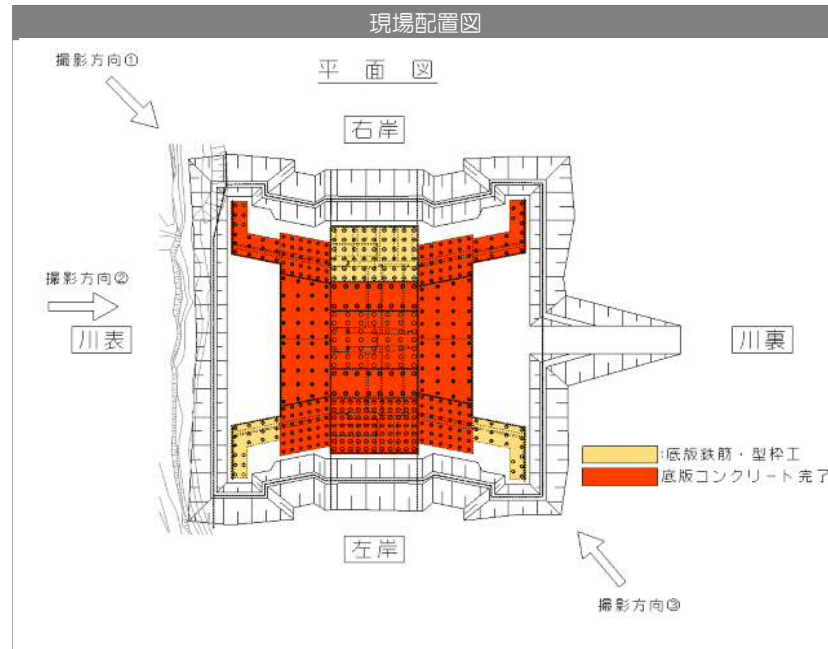 現場配置図
撮影方向①
平面図
右岸
撮影方向②
川表
川裏
:底版鉄筋・型枠工
底版コンクリート完了
左岸
撮影方向③